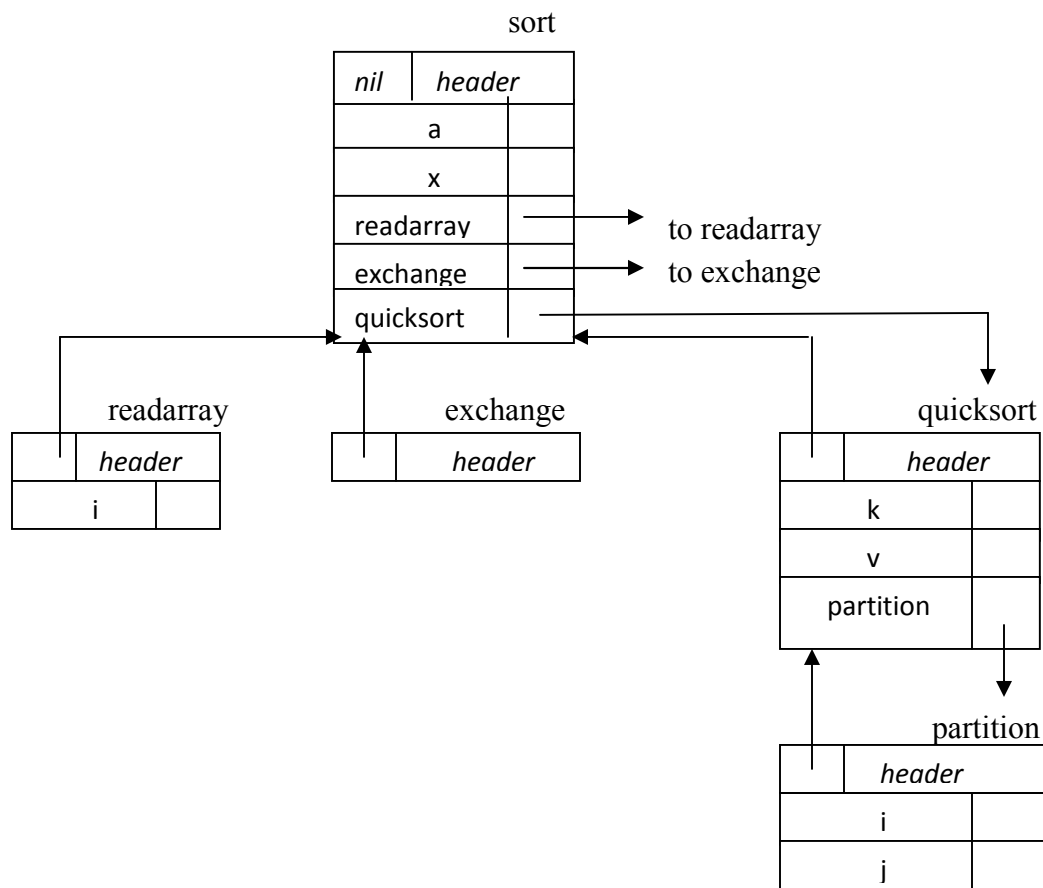 sort
nil header
a
x
readarray
to readarray
exchange
to exchange
quicksort
readarray
exchange
quicksort
header
header
header
i
k
v
partition
partition
header
i
j